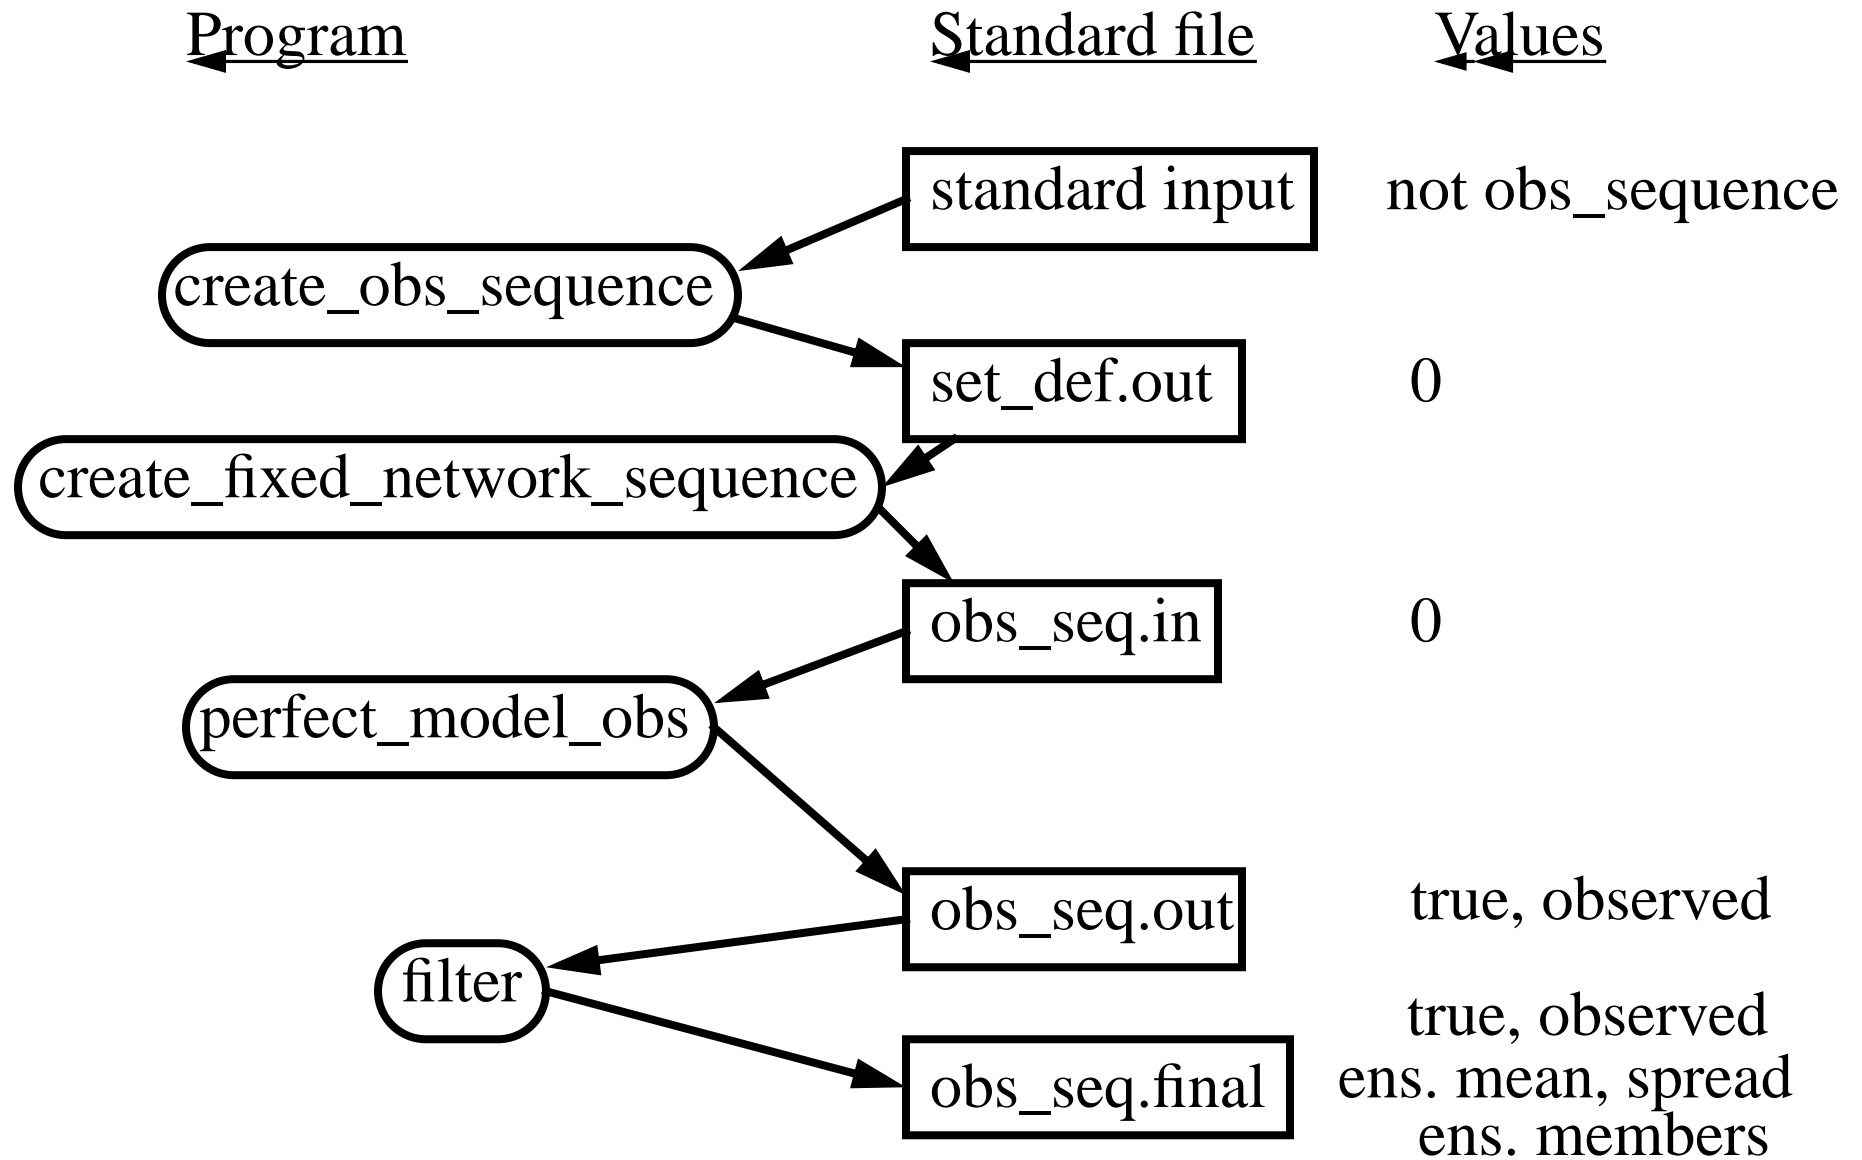 Program
Standard file
Values
standard input
not obs_sequence
create_obs_sequence
set_def.out
0
create_fixed_network_sequence
obs_seq.in
0
perfect_model_obs
obs_seq.out
true, observed
filter
true, observed
obs_seq.final
ens. mean, spread
ens. members